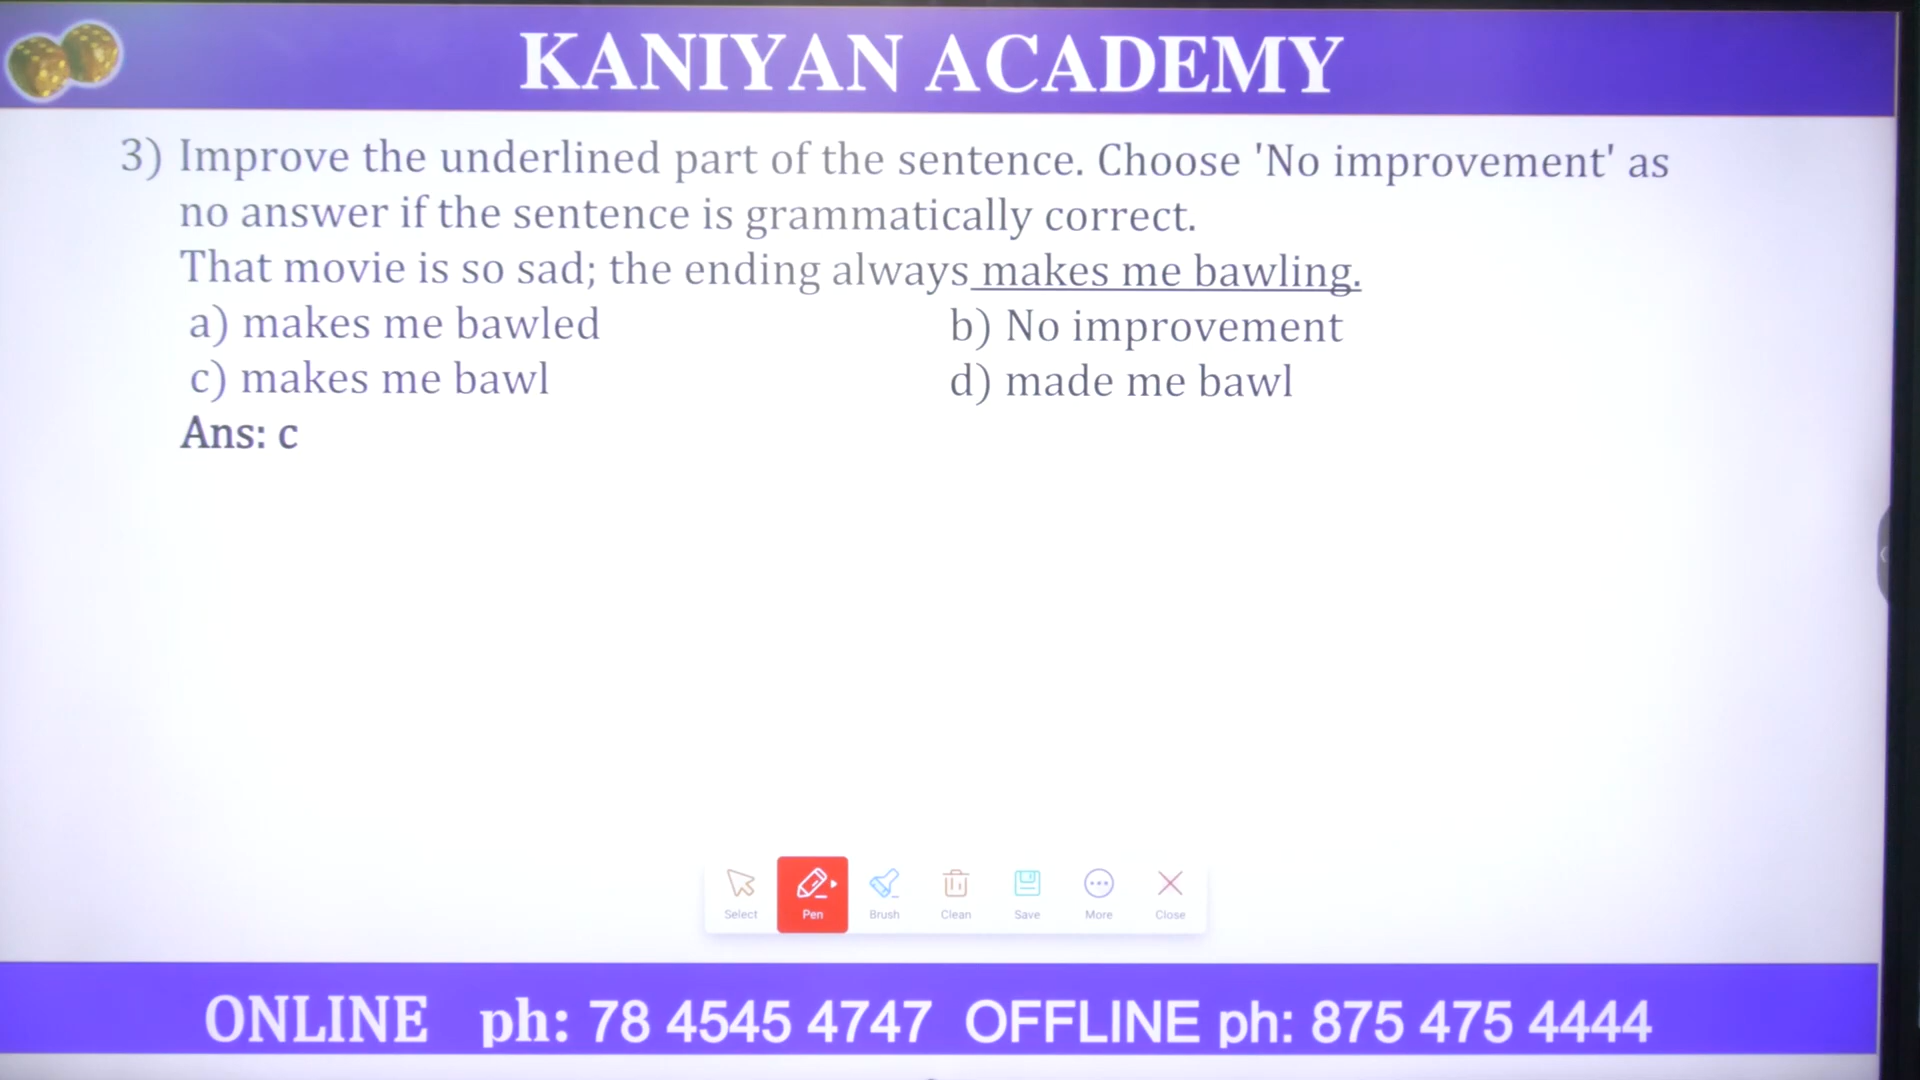 KANIYAN ACADEMY
3) Improve the underlined part of the sentence. Choose 'No improvement' as
no answer if the sentence is grammatically correct.
That movie is so sad; the ending always makes me bawling.
a) makes me bawled b) No improvement
c) makes me bawl d) made me bawl
Ans: c
Select Pen Brush Clean Save More Close
ONLINE ph: 78 4545 4747 OFFLINE ph: 875 475 4444